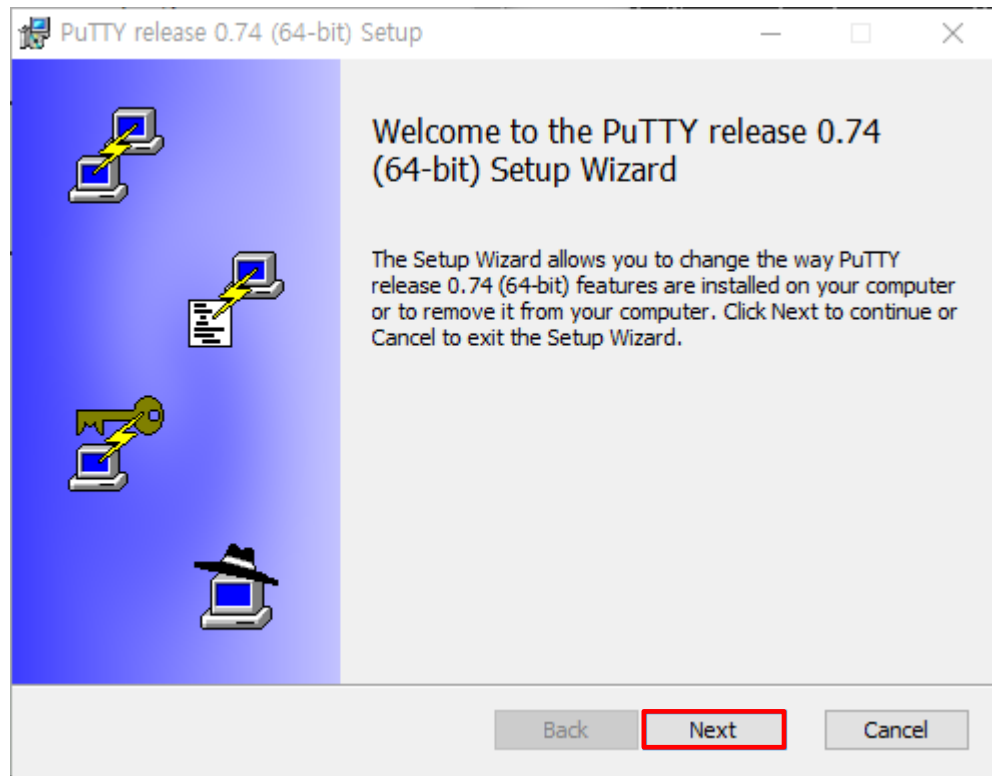 PuTTY release 0.74 (64-bit) Setup
Welcome to the PuTTY release 0.74
(64-bit) Setup Wizard
The Setup Wizard allows you to change the way PuTTY
release 0.74 (64-bit) features are installed on your computer
or to remove it from your computer. Click Next to continue or
Cancel to exit the Setup Wizard.
Back
Next
Cancel